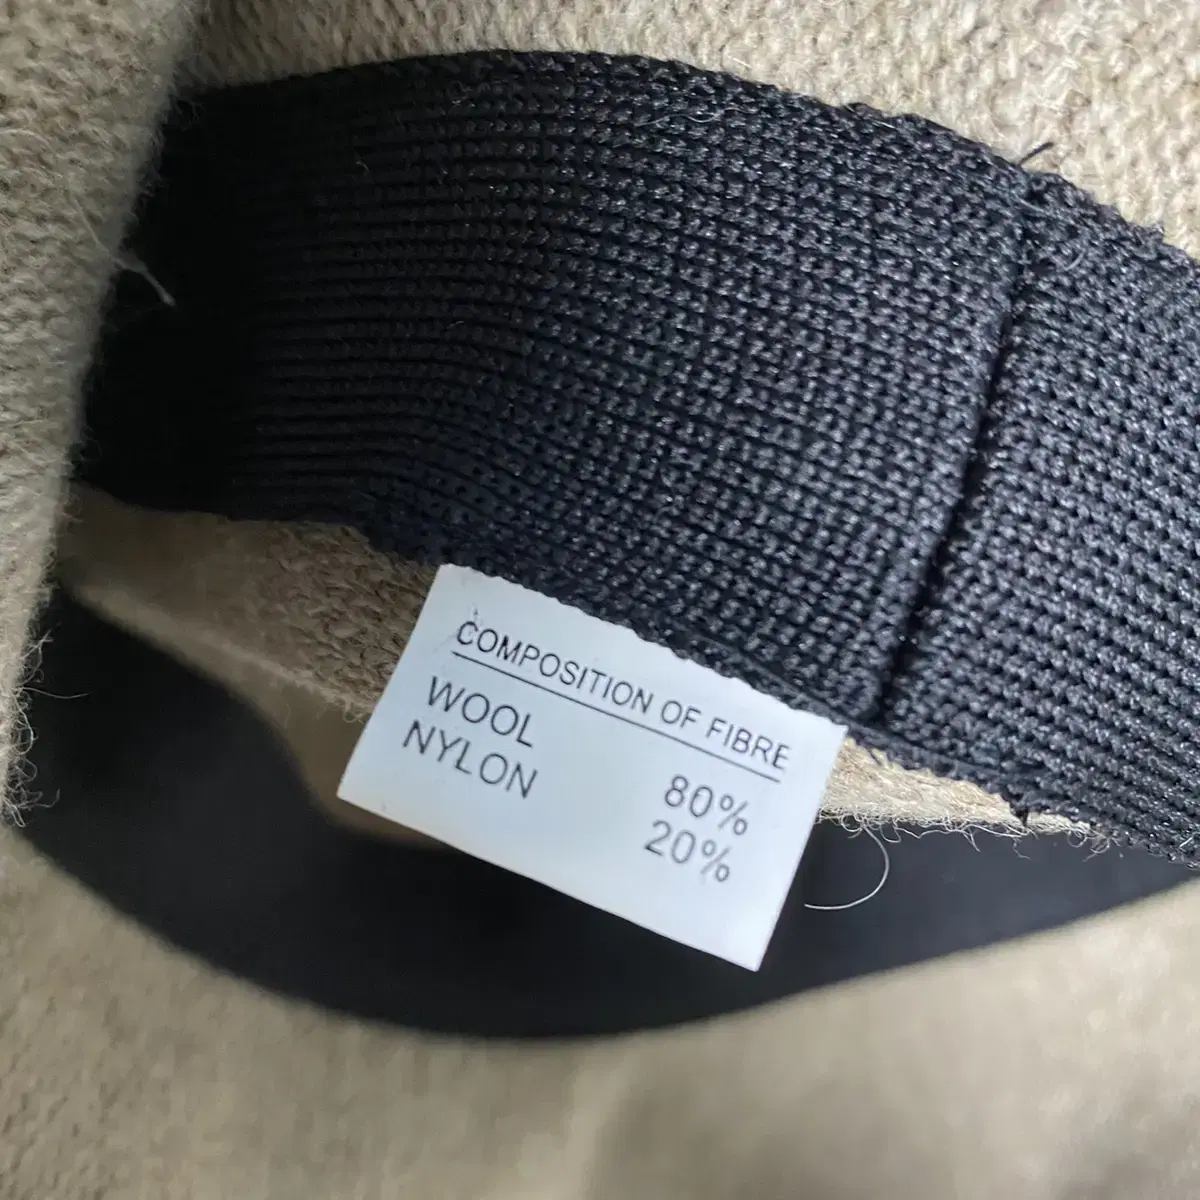 COMPOSITION OF FIBRE
WOOL 80%
NYLON 20%